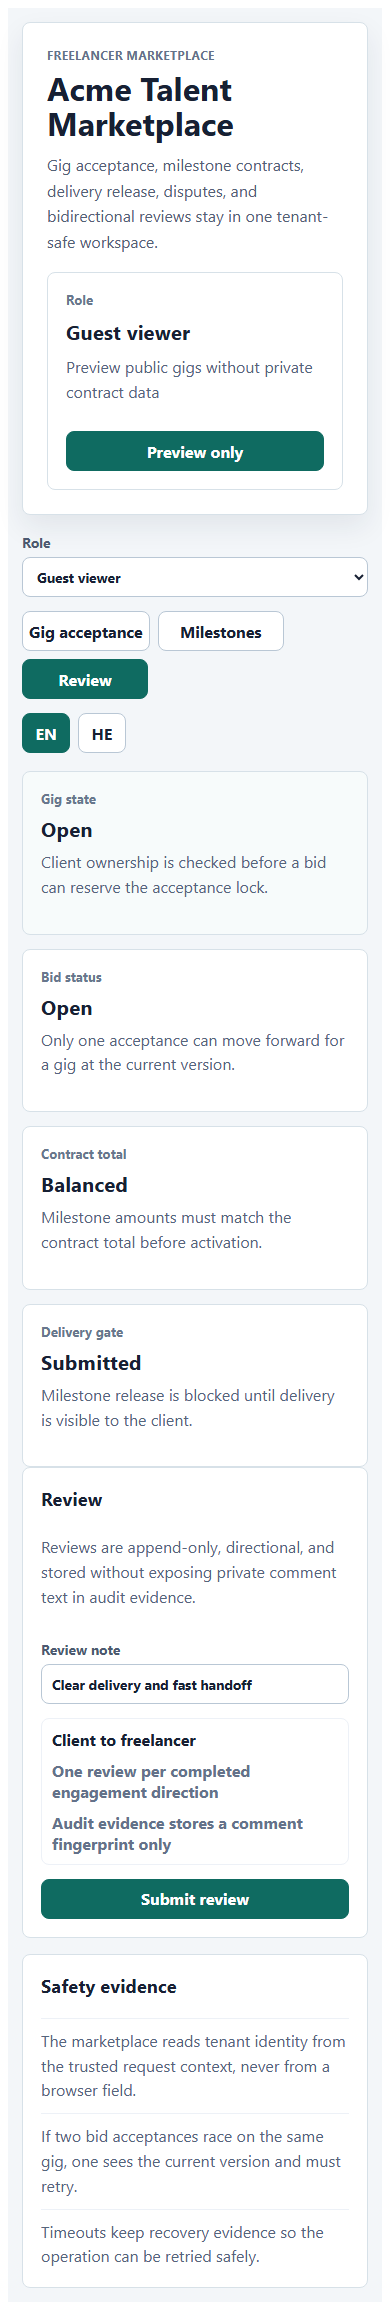 FREELANCER MARKETPLACE
Acme Talent
Marketplace
Gig acceptance, milestone contracts,
delivery release, disputes, and
bidirectional reviews stay in one tenant-
safe workspace.
Role
Guest viewer
Preview public gigs without private
contract data
Preview only
Role
Guest viewer
Gig acceptance
Milestones
Review
EN
HE
Gig state
Open
Client ownership is checked before a bid
can reserve the acceptance lock.
Bid status
Open
Only one acceptance can move forward for
a gig at the current version.
Contract total
Balanced
Milestone amounts must match the
contract total before activation.
Delivery gate
Submitted
Milestone release is blocked until delivery
is visible to the client.
Review
Reviews are append-only, directional, and
stored without exposing private comment
text in audit evidence.
Review note
Clear delivery and fast handoff
Client to freelancer
One review per completed
engagement direction
Audit evidence stores a comment
fingerprint only
Submit review
Safety evidence
The marketplace reads tenant identity from
the trusted request context, never from a
browser field.
If two bid acceptances race on the same
gig, one sees the current version and must
retry.
Timeouts keep recovery evidence so the
operation can be retried safely.